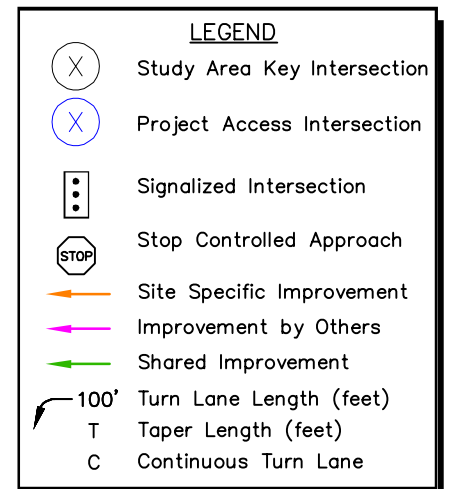 LEGEND
X Study Area Key Intersection
X Project Access Intersection
Signalized Intersection
STOP Stop Controlled Approach
Site Specific Improvement
Improvement by Others
Shared Improvement
100' Turn Lane Length (feet)
T Taper Length (feet)
C Continuous Turn Lane